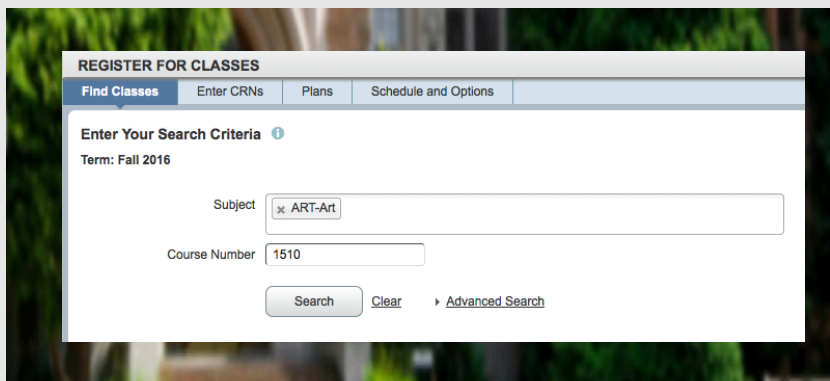 REGISTER FOR CLASSES
Find Classes Enter CRNs Plans Schedule and Options
Enter Your Search Criteria
Term: Fall 2016
Subject × ART-Art
Course Number 1510
Search Clear Advanced Search